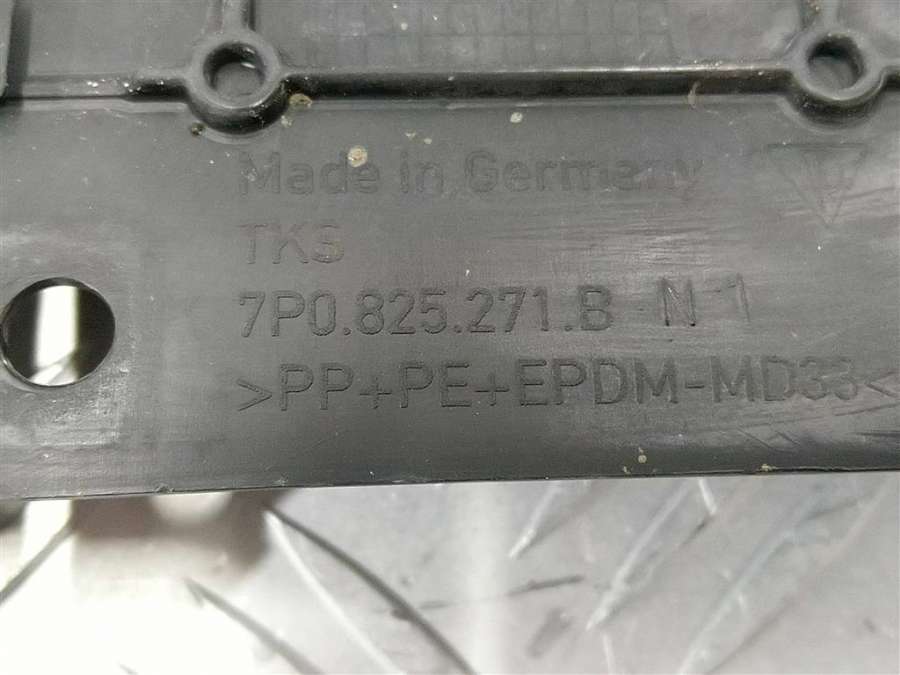 Made in Germany
TKS
7P0.825.271.B N 1
>PP+PE+EPDM-MD33<